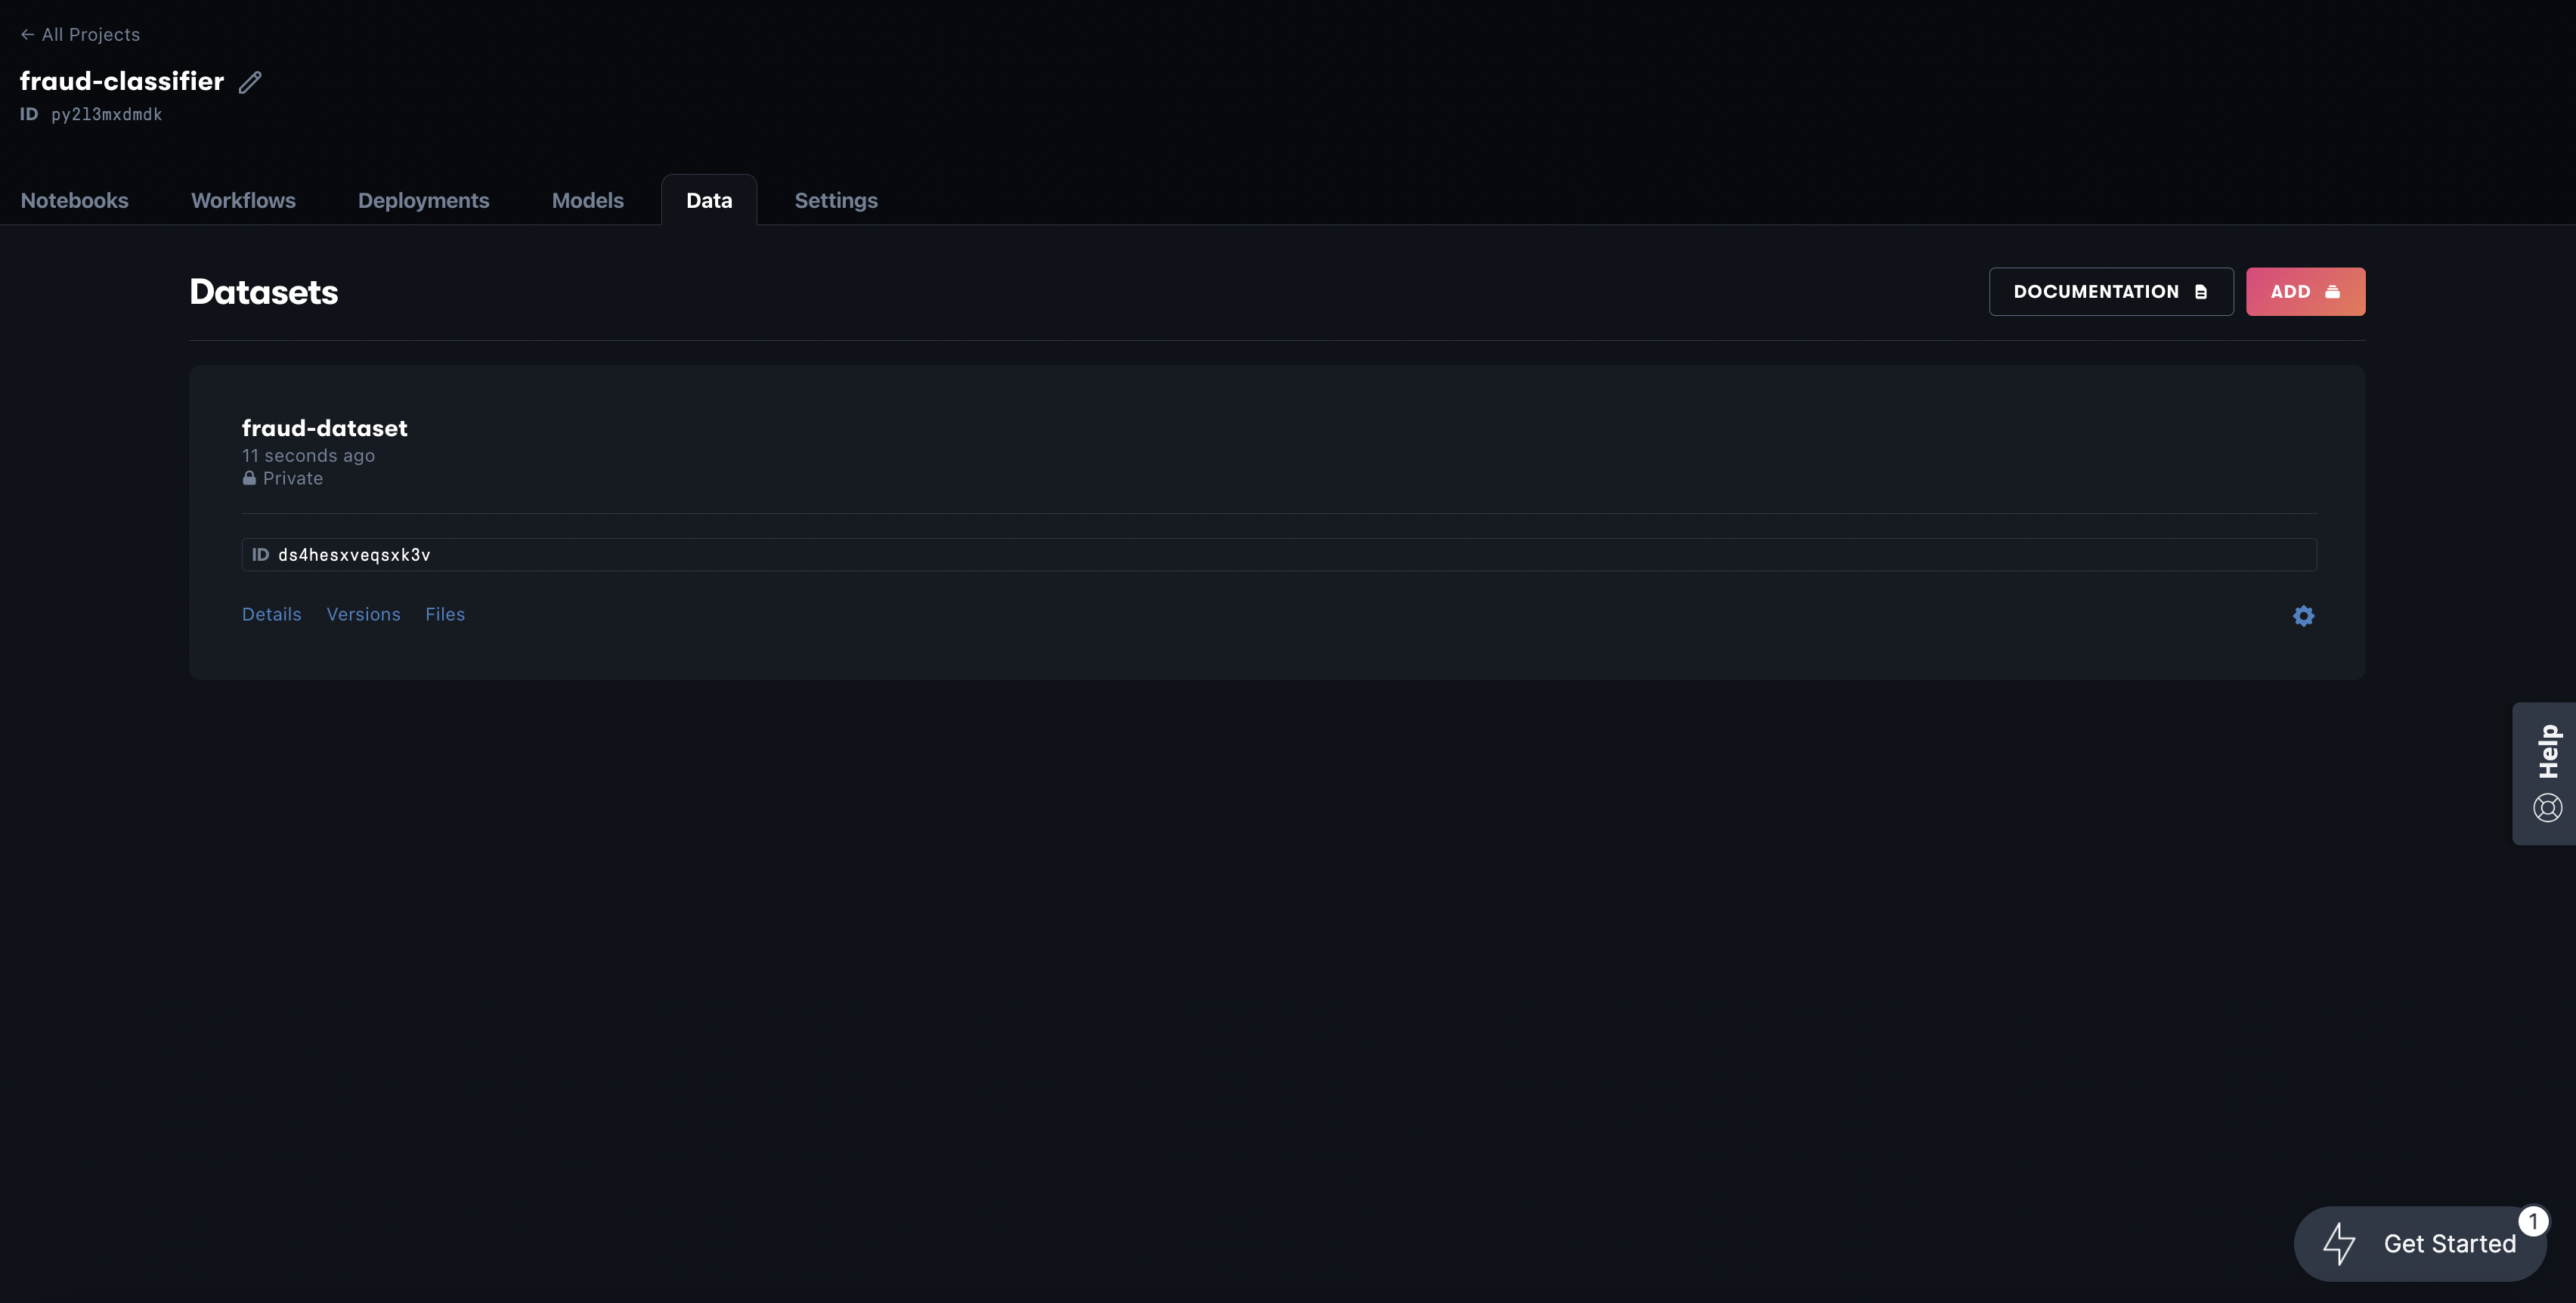 ← All Projects
fraud-classifier
ID py2l3mxdmdk
Notebooks Workflows Deployments Models Data Settings
Datasets DOCUMENTATION ADD
fraud-dataset
11 seconds ago
Private
ID ds4hesxveqsxk3v
Details Versions Files
Help
1
Get Started